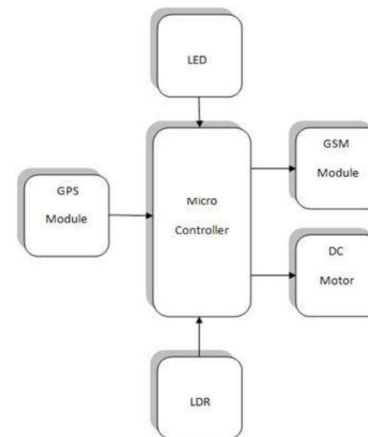 LED
GSM
Module
GPS
Module
Micro
Controller
DC
Motor
LDR